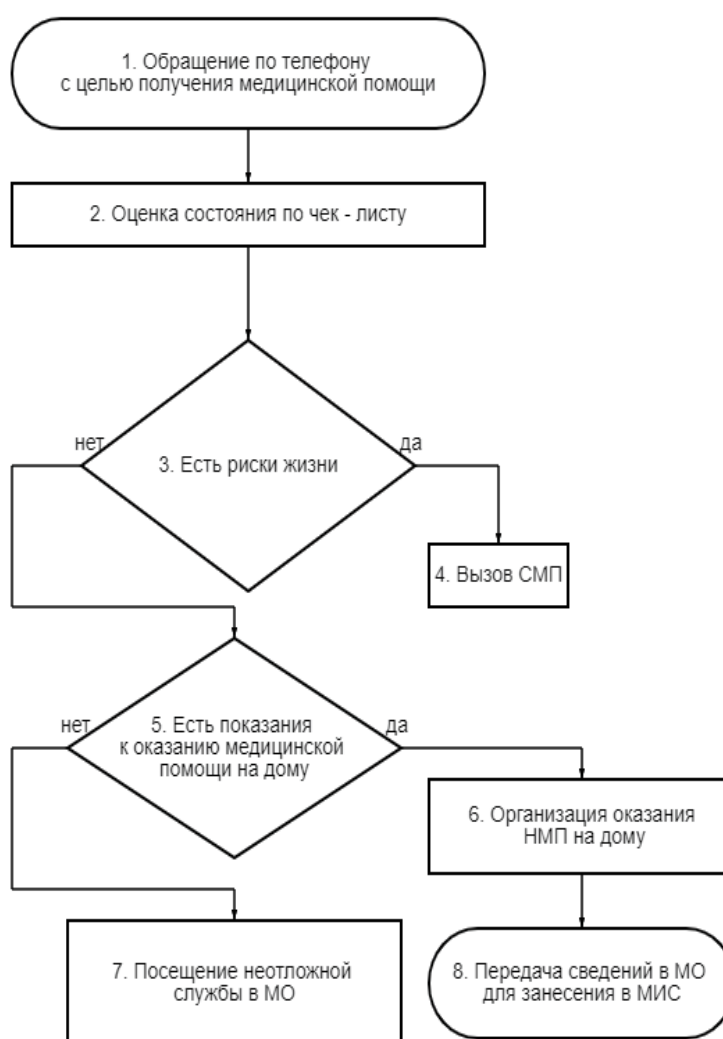 1. Обращение по телефону
с целью получения медицинской помощи
2. Оценка состояния по чек - листу
нет
да
3. Есть риски жизни
4. Вызов СМП
нет
да
5. Есть показания
к оказанию медицинской
помощи на дому
6. Организация оказания
НМП на дому
7. Посещение неотложной
службы в МО
8. Передача сведений в МО
для занесения в МИС